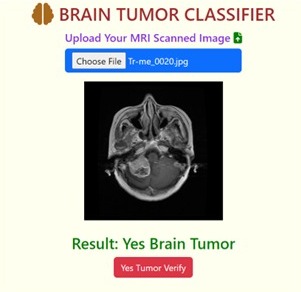 BRAIN TUMOR CLASSIFIER
Upload Your MRI Scanned Image
Choose File Tr-me_0020.jpg
Result: Yes Brain Tumor
Yes Tumor Verify